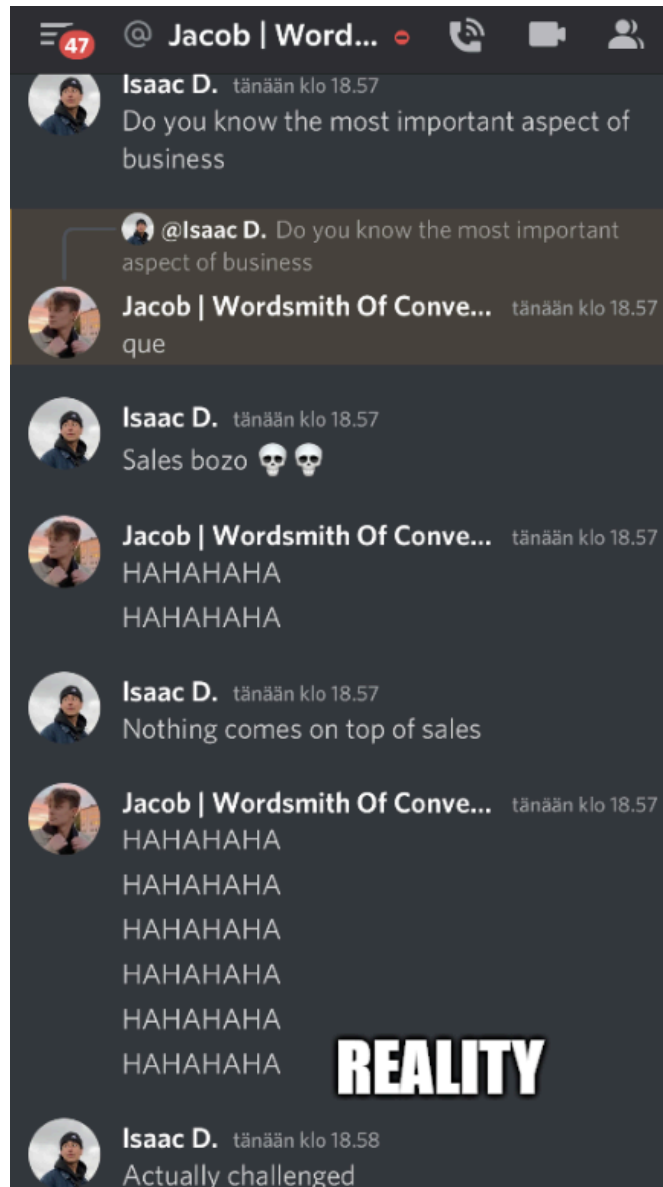 47 @ Jacob | Word...
Isaac D. tänään klo 18.57
Do you know the most important aspect of
business
@Isaac D. Do you know the most important
aspect of business
Jacob | Wordsmith Of Conve... tänään klo 18.57
que
Isaac D. tänään klo 18.57
Sales bozo 💀💀
Jacob | Wordsmith Of Conve... tänään klo 18.57
HAHAHAHA
HAHAHAHA
Isaac D. tänään klo 18.57
Nothing comes on top of sales
Jacob | Wordsmith Of Conve... tänään klo 18.57
HAHAHAHA
HAHAHAHA
HAHAHAHA
HAHAHAHA
HAHAHAHA
HAHAHAHA
REALITY
Isaac D. tänään klo 18.58
Actually challenged